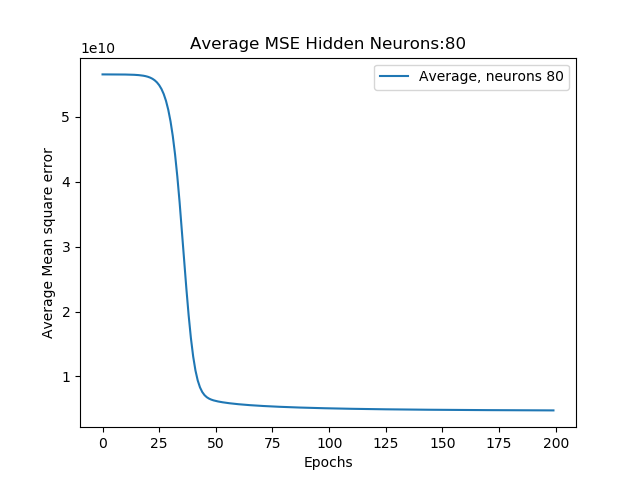 Average MSE Hidden Neurons:80
1e10
Average, neurons 80
5
4
3
2
1
Average Mean square error
0 25 50 75 100 125 150 175 200
Epochs